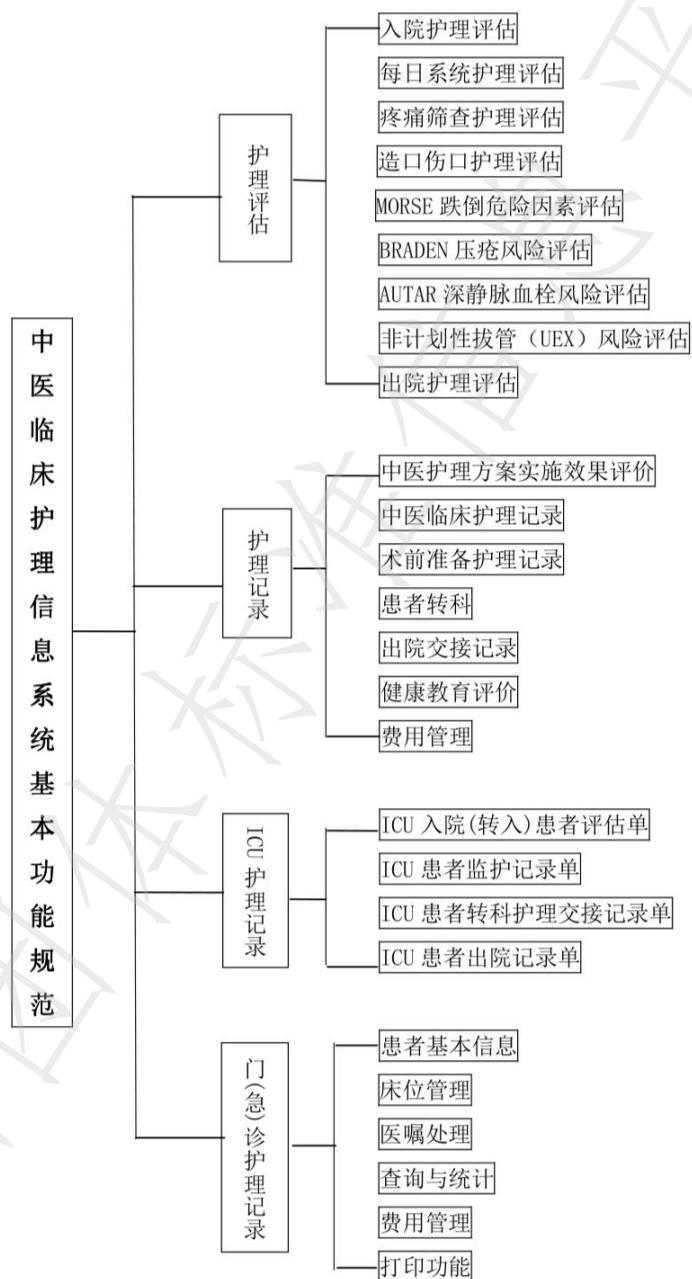 中医临床护理信息系统基本功能规范
护理评估
入院护理评估
每日系统护理评估
疼痛筛查护理评估
造口伤口护理评估
MORSE 跌倒危险因素评估
BRADEN 压疮风险评估
AUTAR 深静脉血栓风险评估
非计划性拔管（UEX）风险评估
出院护理评估
护理记录
中医护理方案实施效果评价
中医临床护理记录
术前准备护理记录
患者转科
出院交接记录
健康教育评价
费用管理
ICU 护理记录
ICU 入院(转入)患者评估单
ICU 患者监护记录单
ICU 患者转科护理交接记录单
ICU 患者出院记录单
门(急)诊护理记录
患者基本信息
床位管理
医嘱处理
查询与统计
费用管理
打印功能
团体标准信息平